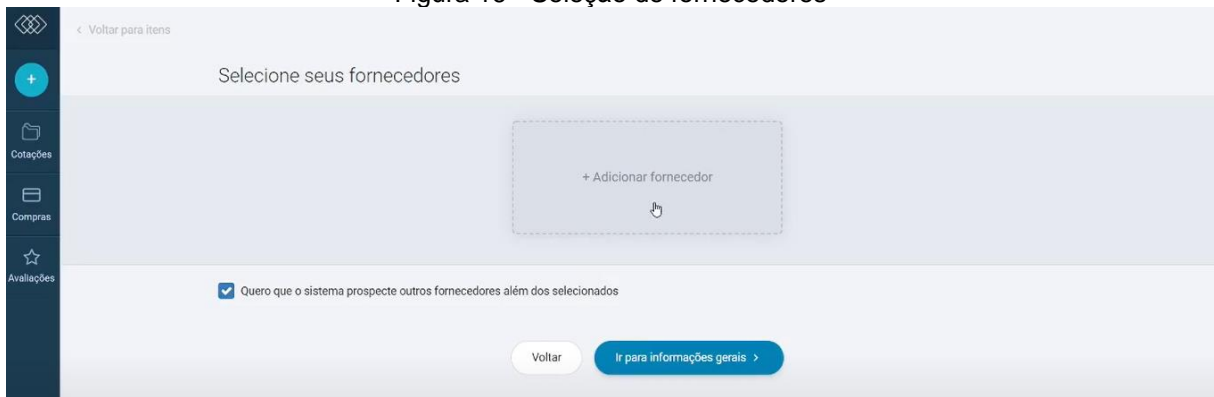 < Voltar para itens
Selecione seus fornecedores
+
Cotações
+ Adicionar fornecedor
Compras
Avaliações
Quero que o sistema prospecte outros fornecedores além dos selecionados
Voltar
Ir para informações gerais >